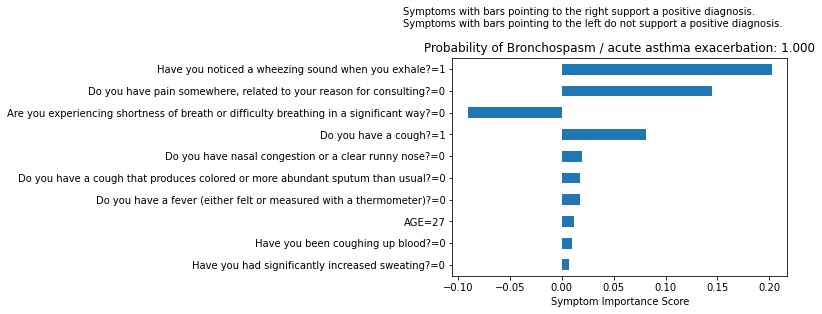 Symptoms with bars pointing to the right support a positive diagnosis.
Symptoms with bars pointing to the left do not support a positive diagnosis.
Probability of Bronchospasm / acute asthma exacerbation: 1.000
Have you noticed a wheezing sound when you exhale?=1
Do you have pain somewhere, related to your reason for consulting?=0
Are you experiencing shortness of breath or difficulty breathing in a significant way?=0
Do you have a cough?=1
Do you have nasal congestion or a clear runny nose?=0
Do you have a cough that produces colored or more abundant sputum than usual?=0
Do you have a fever (either felt or measured with a thermometer)?=0
AGE=27
Have you been coughing up blood?=0
Have you had significantly increased sweating?=0
−0.10 −0.05 0.00 0.05 0.10 0.15 0.20
Symptom Importance Score